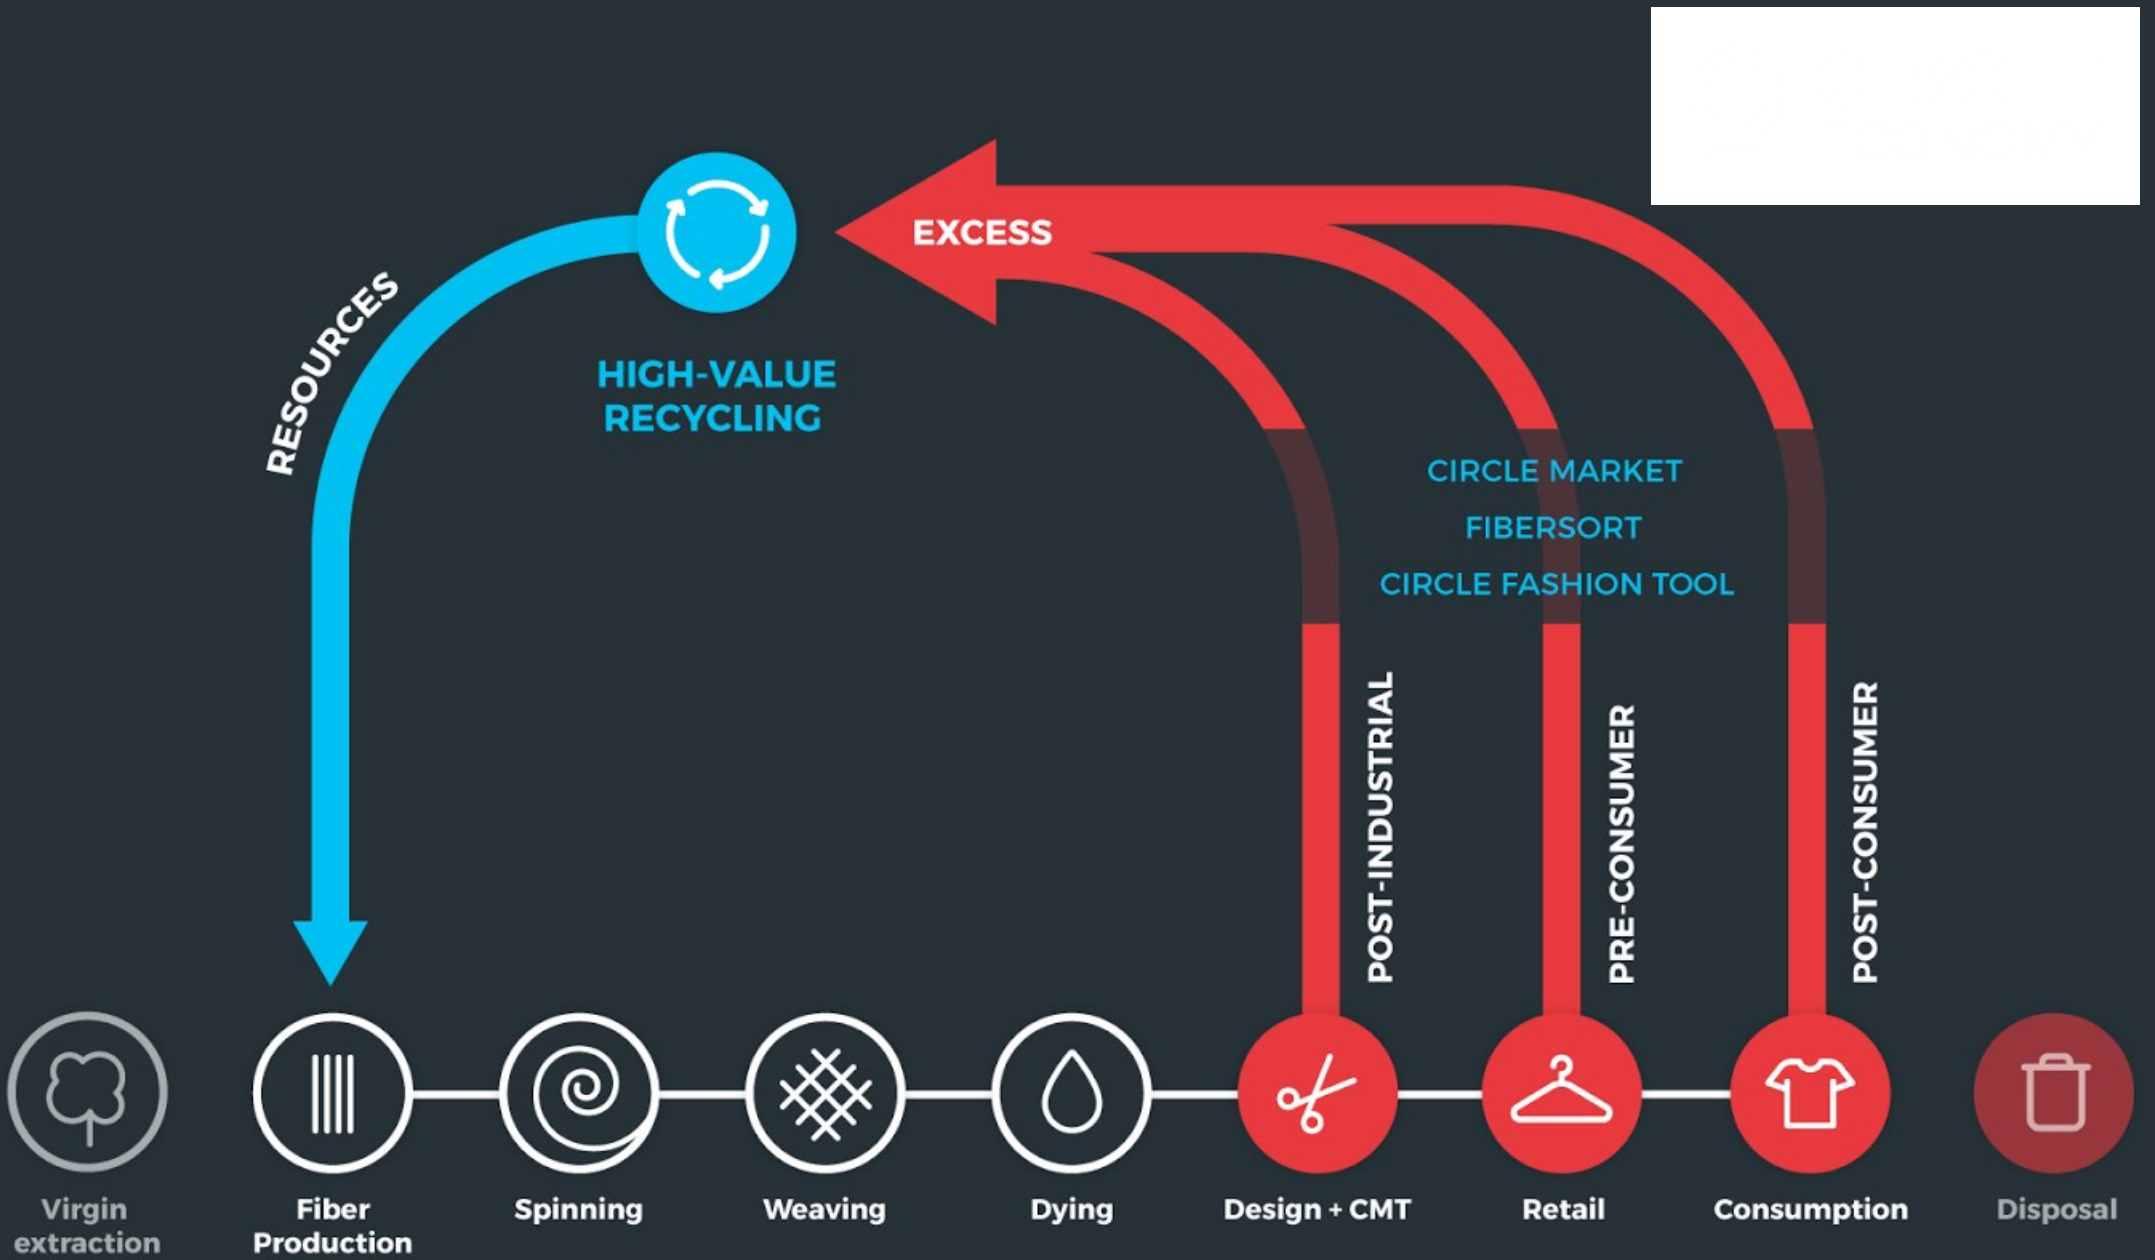 EXCESS
RESOURCES
HIGH-VALUE
RECYCLING
CIRCLE MARKET
FIBERSORT
CIRCLE FASHION TOOL
POST-INDUSTRIAL
PRE-CONSUMER
POST-CONSUMER
Virgin
extraction
Fiber
Production
Spinning
Weaving
Dying
Design + CMT
Retail
Consumption
Disposal